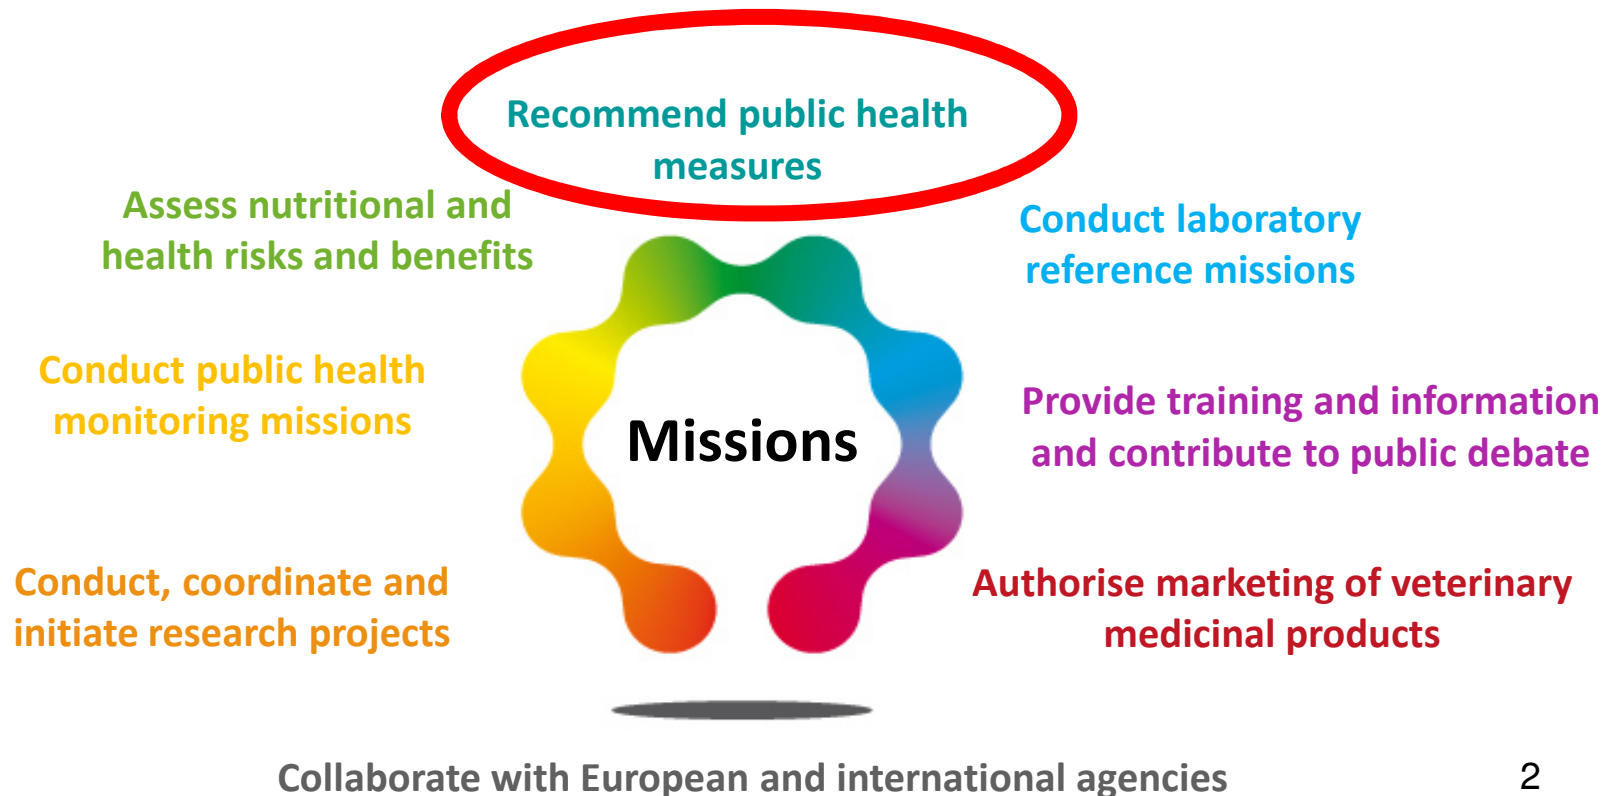 Recommend public health
measures
Assess nutritional and
health risks and benefits
Conduct laboratory
reference missions
Conduct public health
monitoring missions
Missions
Provide training and information
and contribute to public debate
Conduct, coordinate and
initiate research projects
Authorise marketing of veterinary
medicinal products
Collaborate with European and international agencies
2